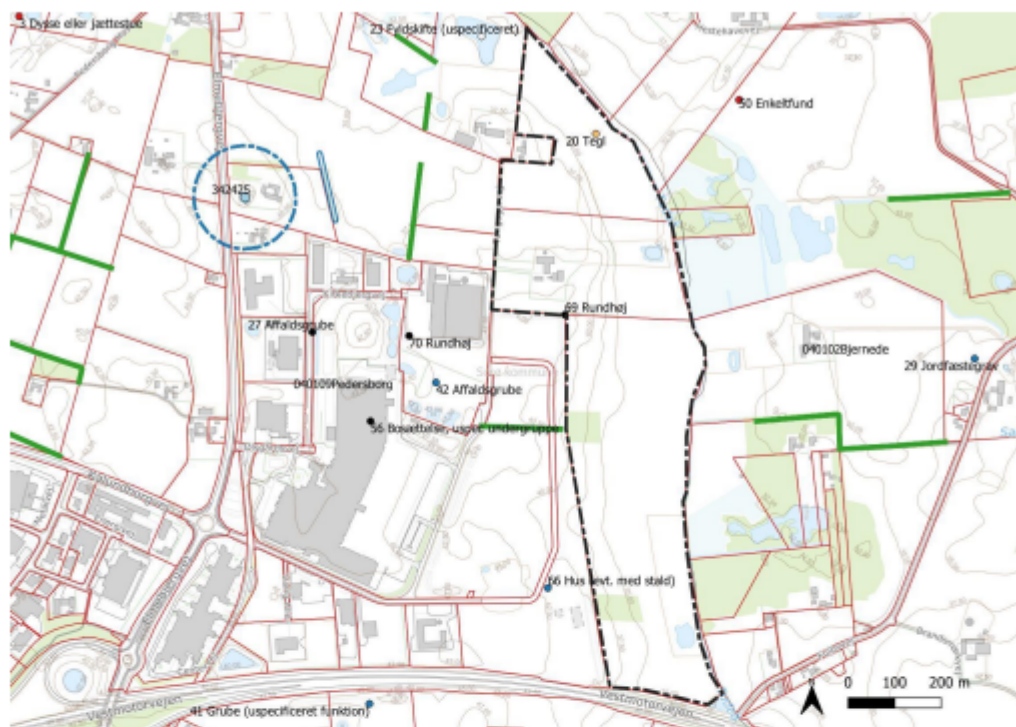 3 Dysse eller jættestue
23 Fyldskifte (uspecificeret)
50 Enkeltfund
20 Tegl
342425
69 Rundhøj
27 Affaldsgrube
70 Rundhøj
040102Bjernede
29 Jordfæstegrav
040109Pedersborg
42 Affaldsgrube
56 Bosættelse, uspec. undergruppe
66 Hus (evt. med stald)
Vestmotorvejen
Vestmotorvejen
41 Grube (uspecificeret funktion)
N
0 100 200 m